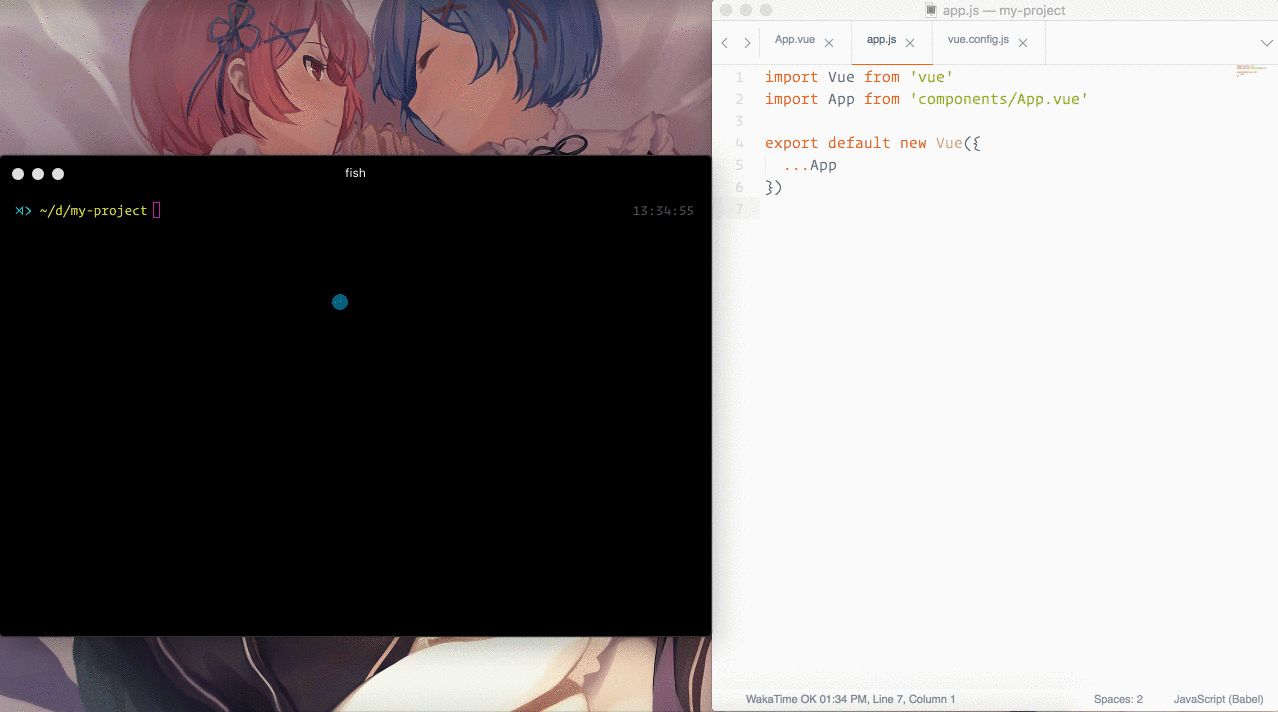 fish
~/d/my-project 13:34:55
app.js — my-project
App.vue app.js vue.config.js
1 import Vue from 'vue'
2 import App from 'components/App.vue'
3
4 export default new Vue({
5 ...App
6 })
7
WakaTime OK 01:34 PM, Line 7, Column 1 Spaces: 2 JavaScript (Babel)